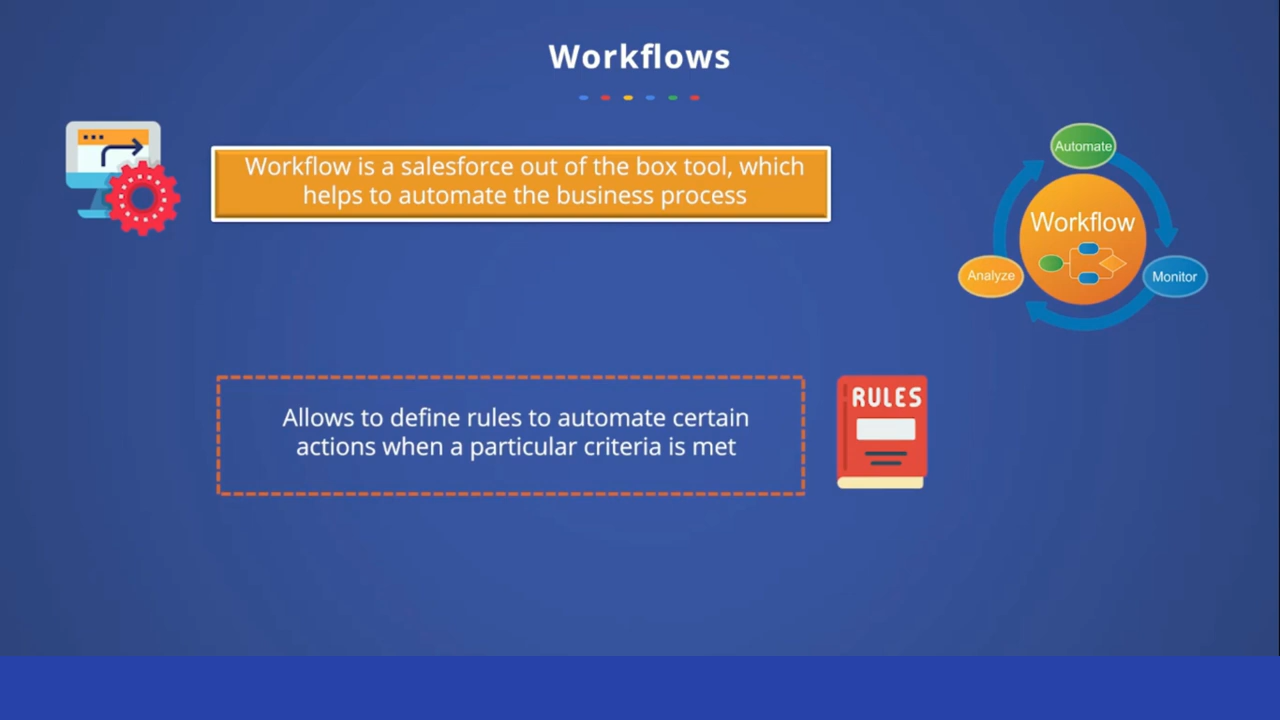 Workflows
Workflow is a salesforce out of the box tool, which
helps to automate the business process
Automate
Workflow
Analyze
Monitor
Allows to define rules to automate certain
actions when a particular criteria is met
RULES